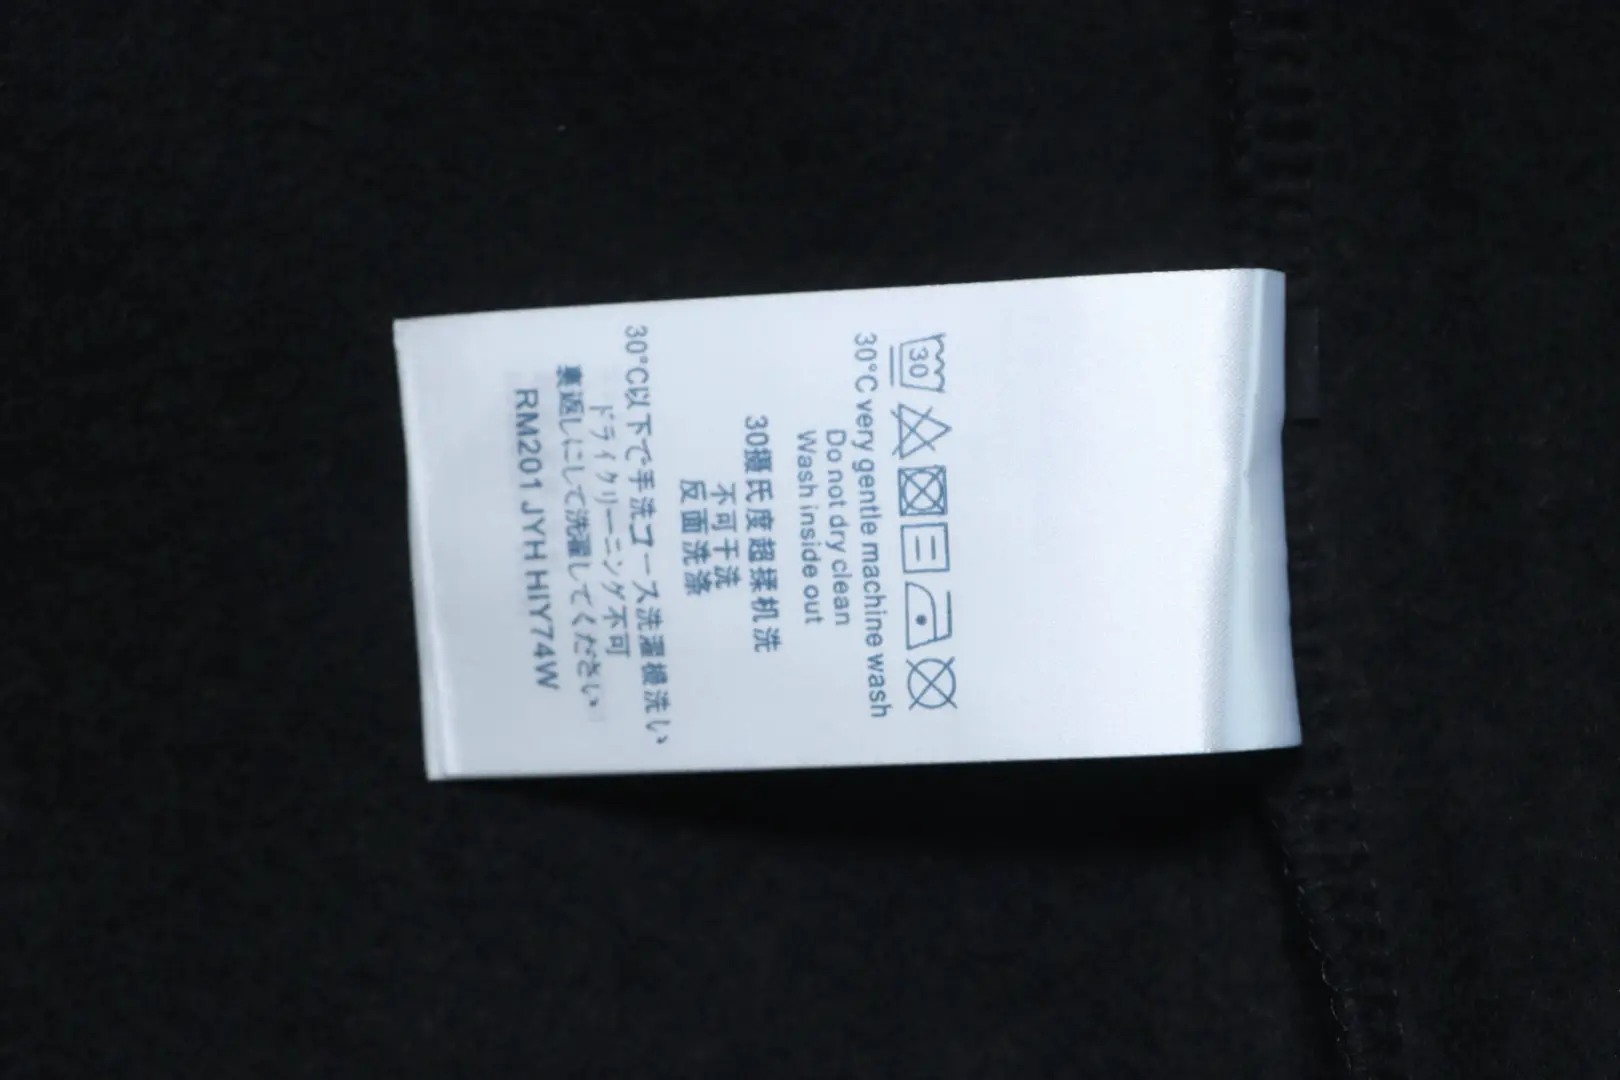 30
30°C very gentle machine wash
Do not dry clean
Wash inside out
30摄氏度超揉机洗
不可干洗
反面洗涤
30°C以下で手洗コース洗濯機洗い
ドライクリーニング不可
裏返しにして洗濯してください
RM201 JYH HIY74W